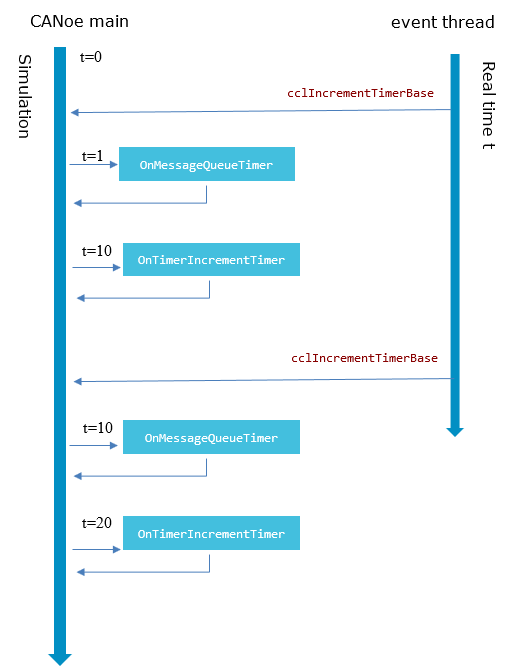 CANoe main
event thread
Simulation
t=0
Real time t
cclIncrementTimerBase
t=1
OnMessageQueueTimer
t=10
OnTimerIncrementTimer
cclIncrementTimerBase
t=10
OnMessageQueueTimer
t=20
OnTimerIncrementTimer